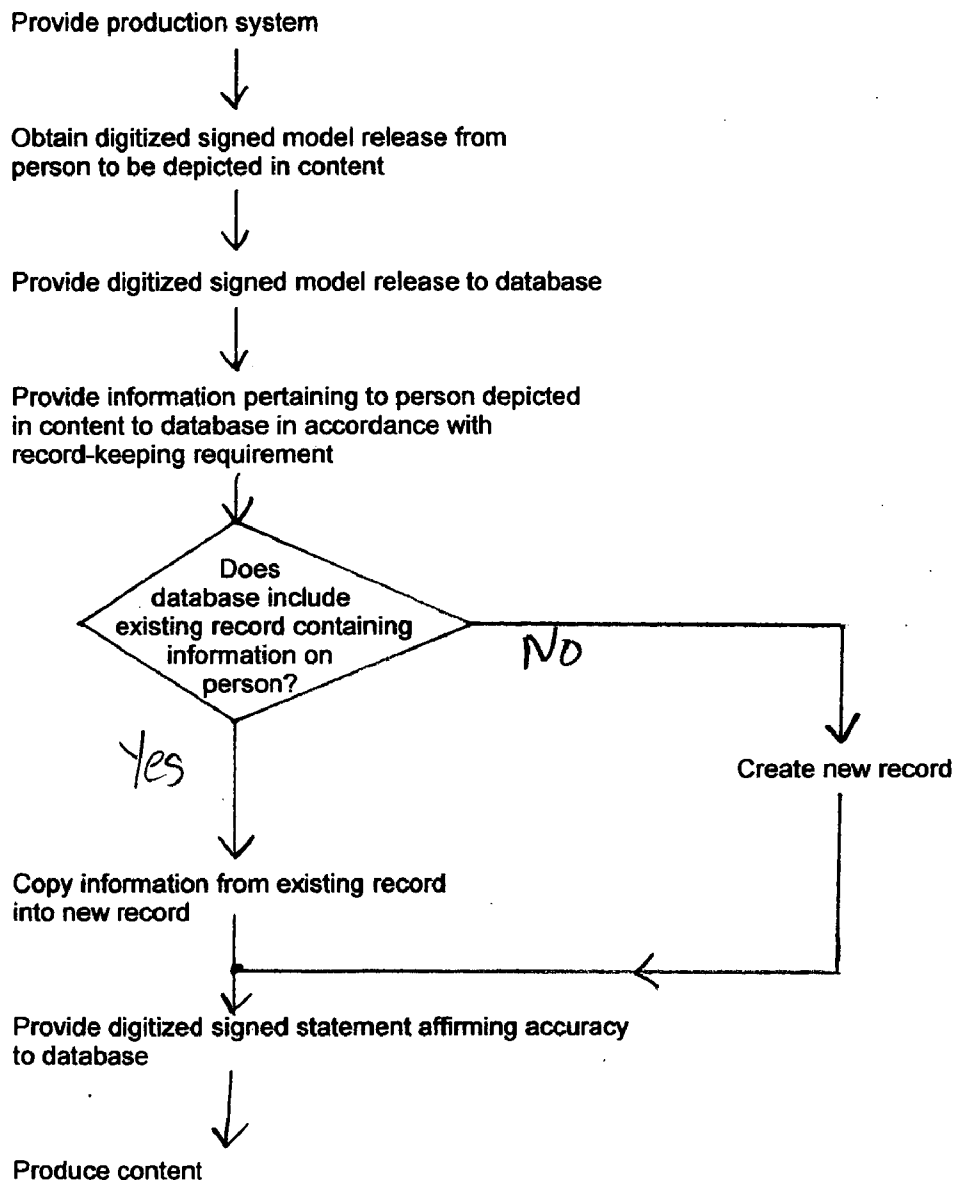 Provide production system
Obtain digitized signed model release from
person to be depicted in content
Provide digitized signed model release to database
Provide information pertaining to person depicted
in content to database in accordance with
record-keeping requirement
Does
database include
existing record containing
information on
person?
No
Yes
Create new record
Copy information from existing record
into new record
Provide digitized signed statement affirming accuracy
to database
Produce content